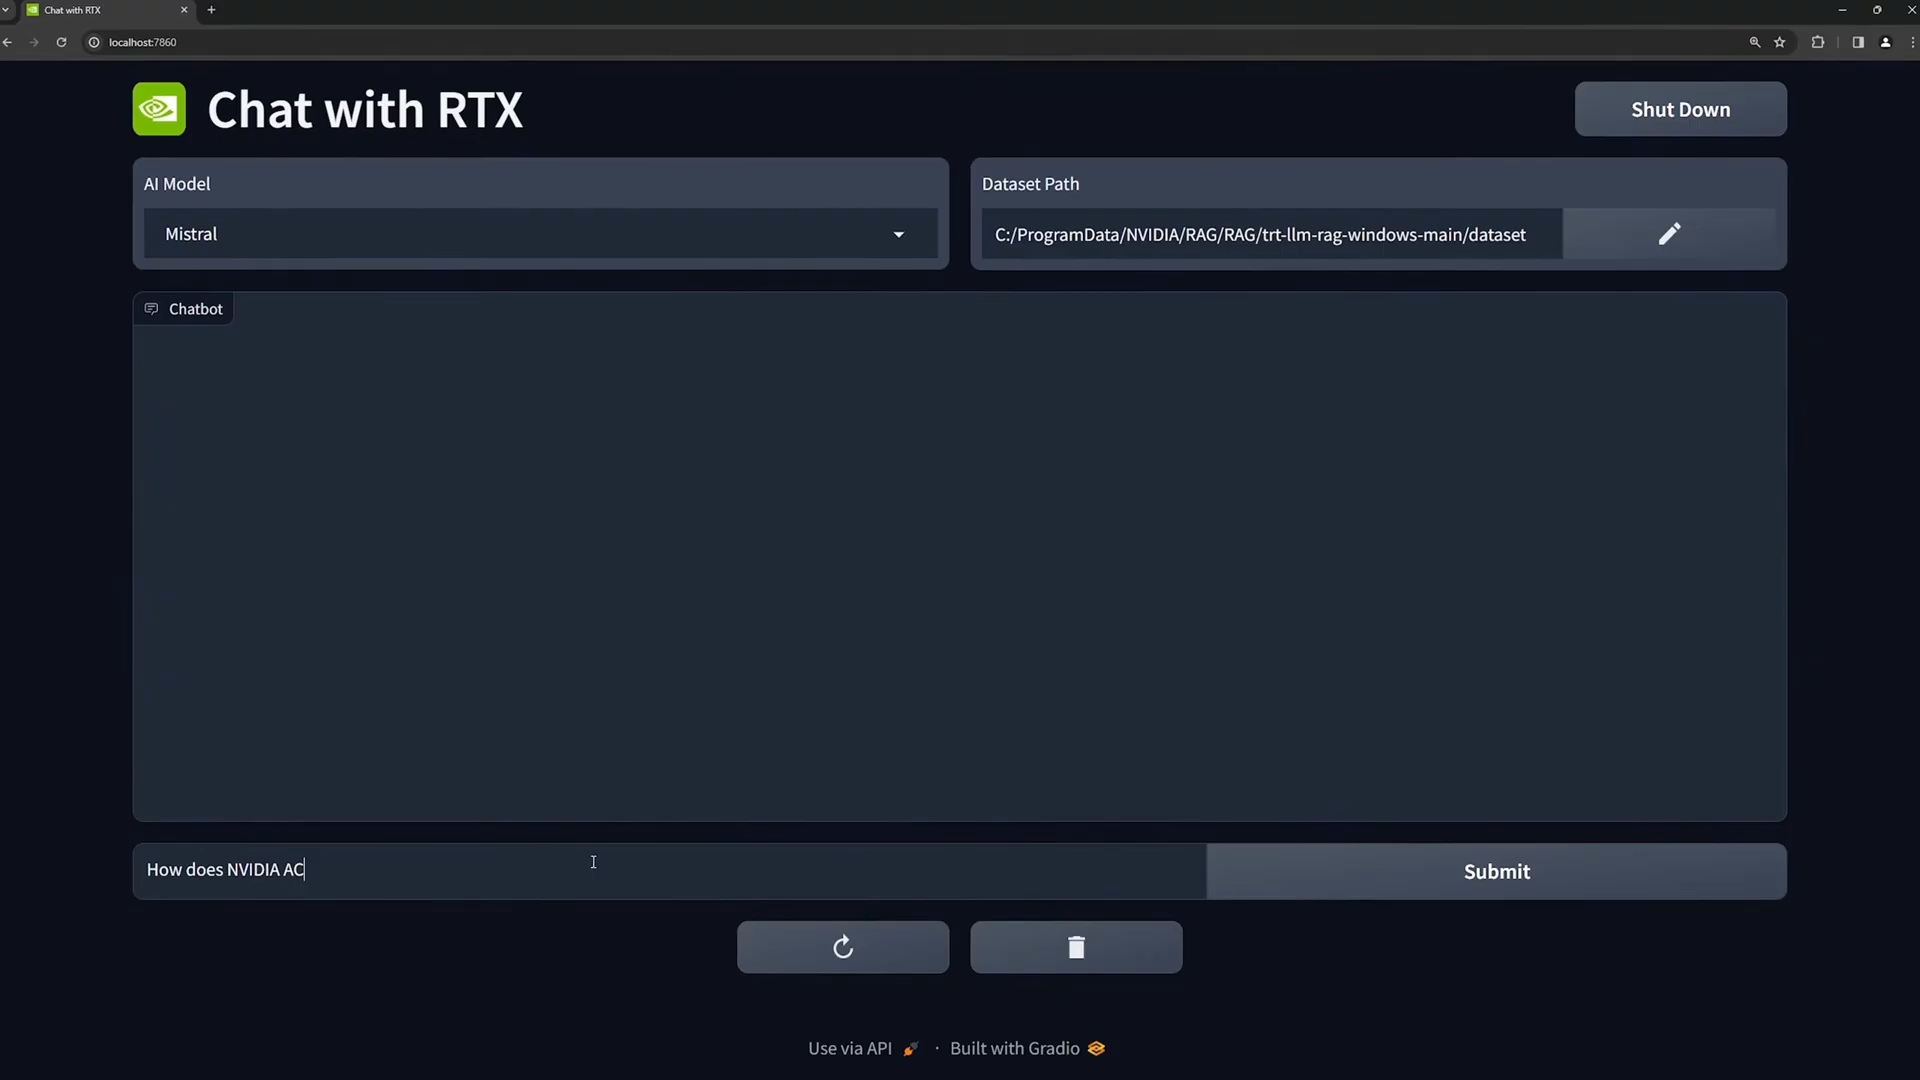 Chat with RTX
localhost:7860
Chat with RTX
Shut Down
AI Model
Dataset Path
Mistral
C:/ProgramData/NVIDIA/RAG/RAG/trt-llm-rag-windows-main/dataset
Chatbot
How does NVIDIA AC
Submit
Use via API · Built with Gradio